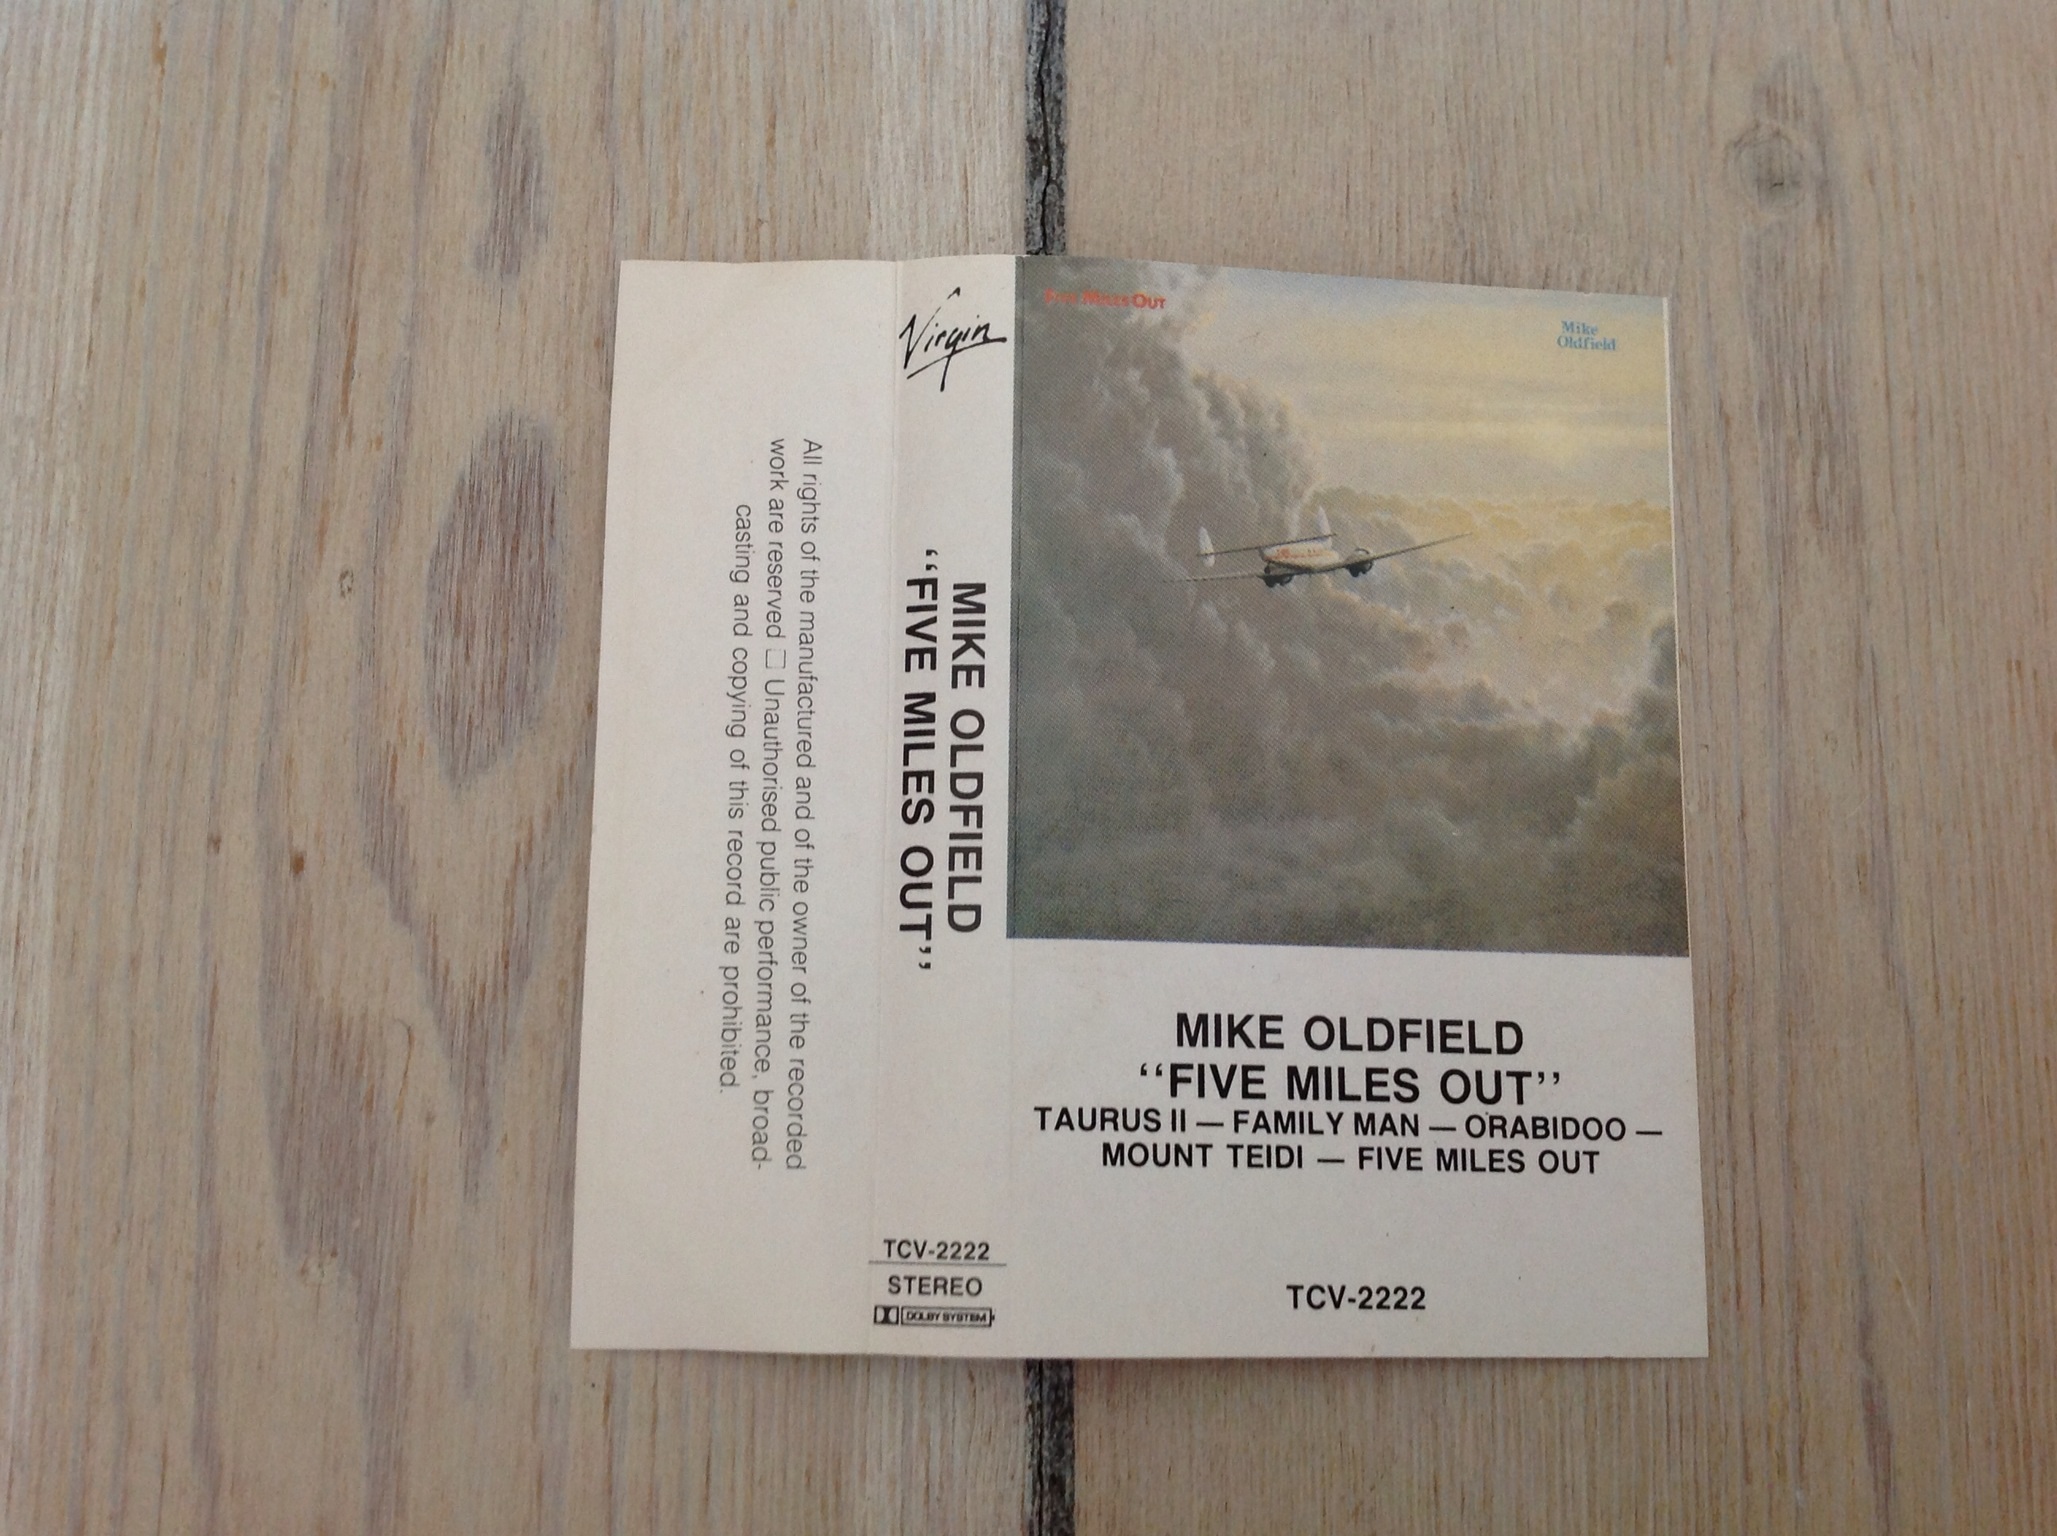 All rights of the manufactured and of the owner of the recorded
work are reserved □ Unauthorised public performance, broad-
casting and copying of this record are prohibited.
Virgin
MIKE OLDFIELD
“FIVE MILES OUT”
TCV-2222
STEREO
DOLBY SYSTEM
FIVE MILES OUT
Mike
Oldfield
MIKE OLDFIELD
“FIVE MILES OUT”
TAURUS II — FAMILY MAN — ORABIDOO —
MOUNT TEIDI — FIVE MILES OUT
TCV-2222